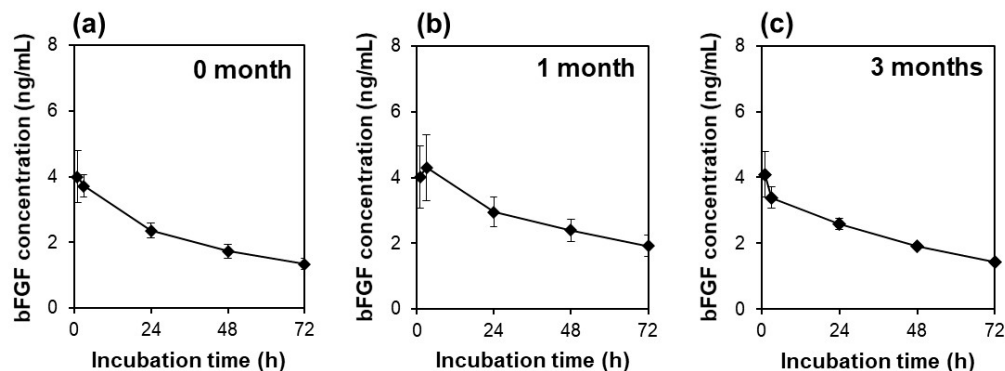 (a)
0 month
bFGF concentration (ng/mL)
8
6
4
2
0
0 24 48 72
Incubation time (h)
(b)
1 month
bFGF concentration (ng/mL)
8
6
4
2
0
0 24 48 72
Incubation time (h)
(c)
3 months
bFGF concentration (ng/mL)
8
6
4
2
0
0 24 48 72
Incubation time (h)